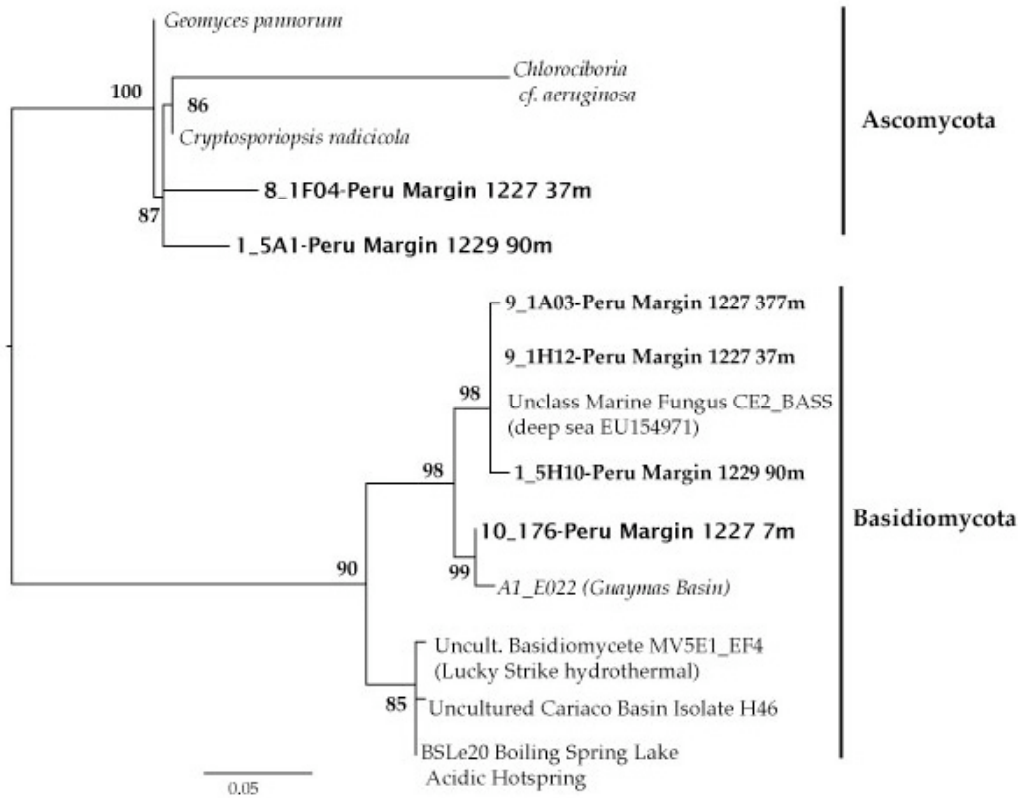 Geomyces pannorum
Chlorociboria
cf. aeruginosa
100
86
Ascomycota
Cryptosporiopsis radicicola
8_1F04-Peru Margin 1227 37m
87
1_5A1-Peru Margin 1229 90m
9_1A03-Peru Margin 1227 377m
9_1H12-Peru Margin 1227 37m
98
Unclass Marine Fungus CE2_BASS
(deep sea EU154971)
98
1_5H10-Peru Margin 1229 90m
Basidiomycota
10_176-Peru Margin 1227 7m
90
99
A1_E022 (Guaymas Basin)
Uncult. Basidiomycete MV5E1_EF4
(Lucky Strike hydrothermal)
85
Uncultured Cariaco Basin Isolate H46
BSLe20 Boiling Spring Lake
Acidic Hotspring
0.05